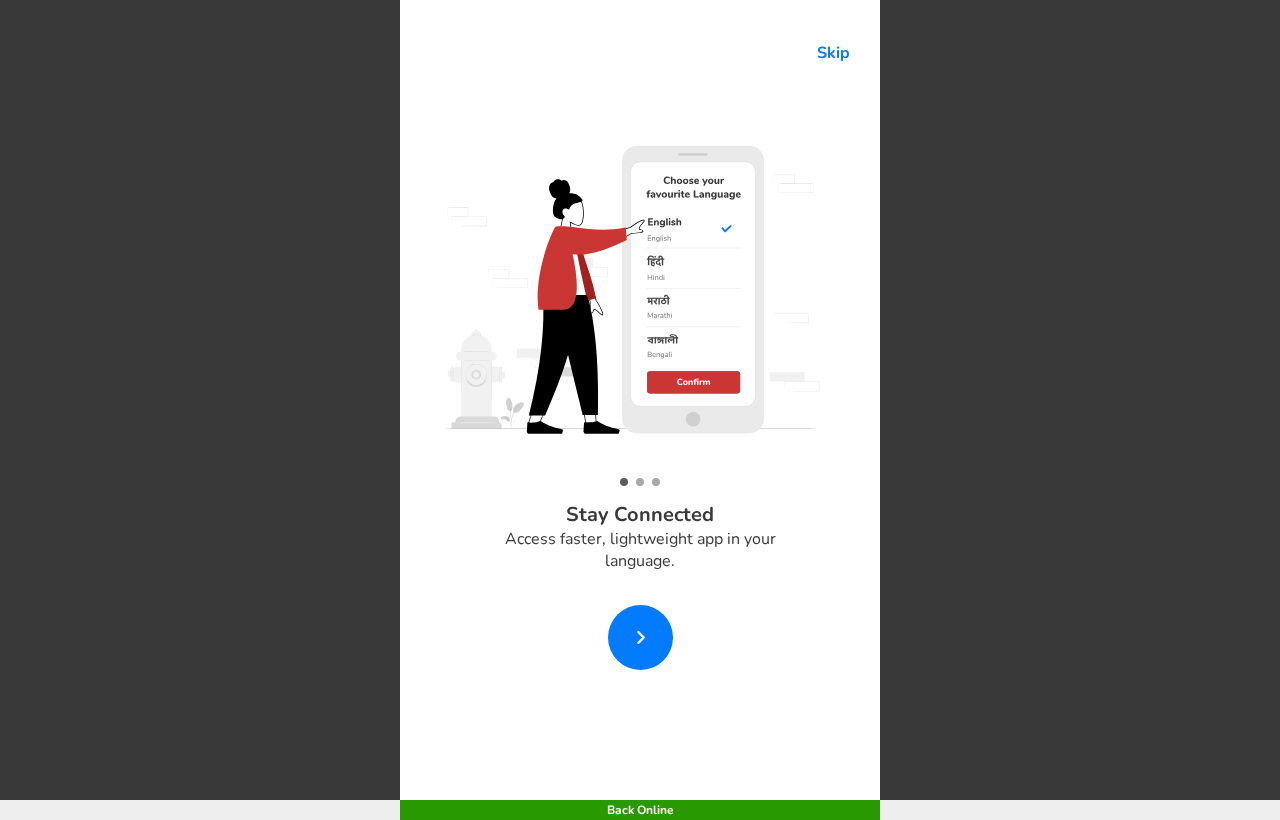 Skip
Choose your
favourite Language
English
English
हिंदी
Hindi
मराठी
Marathi
বাঙ্গালী
Bengali
Confirm
Stay Connected
Access faster, lightweight app in your
language.
Back Online